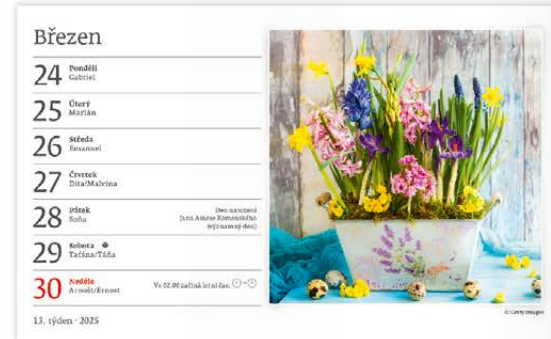 Březen
24 Pondělí
Gabriel
25 Úterý
Marián
26 Středa
Emanuel
27 Čtvrtek
Dita/Malvína
28 Pátek
Soňa
Den narození
Jana Amose Komenského
(významný den)
29 Sobota
Taťána/Táňa
30 Neděle
Arnošt/Ernest
Ve 02.00 začíná letní čas.
13. týden · 2025
© Getty Images